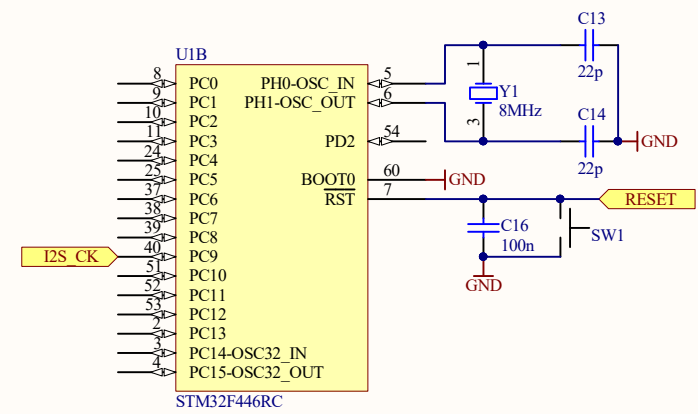 C13
22p
U1B
8 PC0
9 PC1
10 PC2
11 PC3
24 PC4
25 PC5
37 PC6
38 PC7
39 PC8
I2S_CK 40 PC9
51 PC10
52 PC11
53 PC12
2 PC13
3 PC14-OSC32_IN
4 PC15-OSC32_OUT
PH0-OSC_IN 5
PH1-OSC_OUT 6
PD2 54
BOOT0 60 GND
RST 7
STM32F446RC
1
Y1
8MHz
3
C14
22p
GND
RESET
C16
100n
SW1
GND